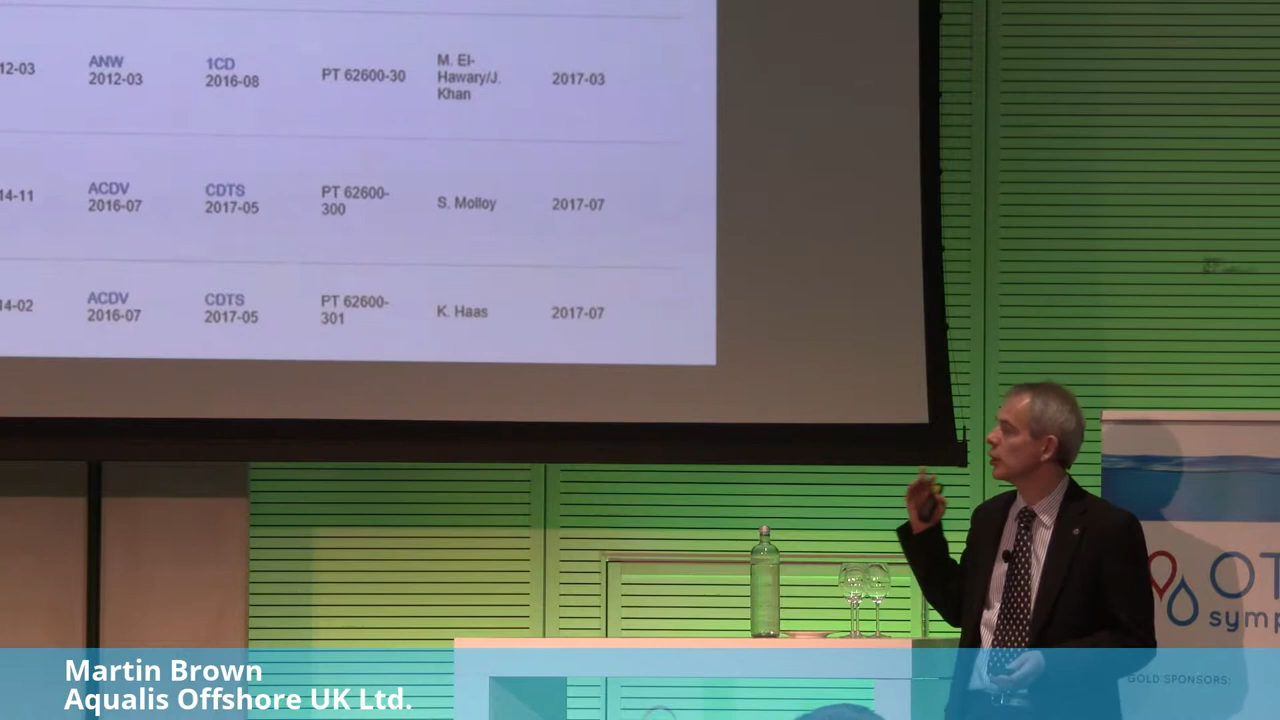 12-03
ANW
2012-03
1CD
2016-08
PT 62600-30
M. El-
Hawary/J.
Khan
2017-03
14-11
ACDV
2016-07
CDTS
2017-05
PT 62600-
300
S. Molloy
2017-07
14-02
ACDV
2016-07
CDTS
2017-05
PT 62600-
301
K. Haas
2017-07
OT
symp
GOLD SPONSORS:
Martin Brown
Aqualis Offshore UK Ltd.